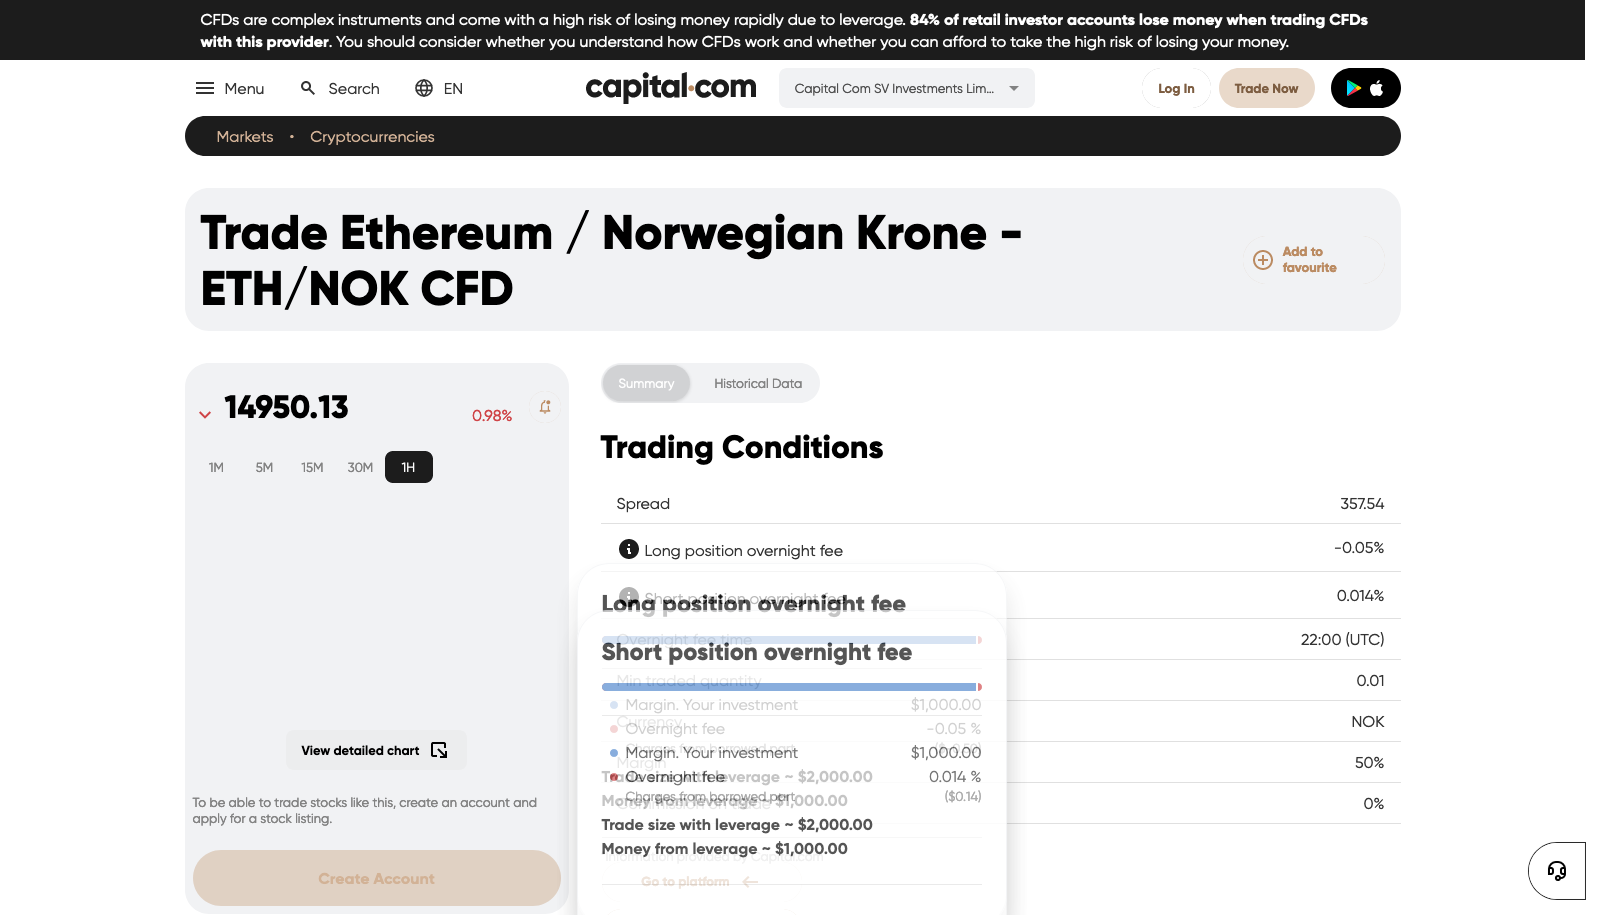 CFDs are complex instruments and come with a high risk of losing money rapidly due to leverage. 84% of retail investor accounts lose money when trading CFDs
with this provider. You should consider whether you understand how CFDs work and whether you can afford to take the high risk of losing your money.
Menu
Search
EN
capital.com
Capital Com SV Investments Lim...
Log In
Trade Now
Markets
Cryptocurrencies
Trade Ethereum / Norwegian Krone -
ETH/NOK CFD
Add to
favourite
14950.13
0.98%
1M 5M 15M 30M 1H
View detailed chart
To be able to trade stocks like this, create an account and
apply for a stock listing.
Create Account
Summary
Historical Data
Trading Conditions
Spread 357.54
Long position overnight fee -0.05%
Short position overnight fee 0.014%
Overnight fee time 22:00 (UTC)
Min traded quantity 0.01
Currency NOK
Margin 50%
0%
Information provided by Capital.com
Long position overnight fee
Margin. Your investment $1,000.00
Overnight fee -0.05 %
Charges from borrowed part
Trade size with leverage ~ $2,000.00
Money from leverage ~ $1,000.00
Go to platform
Short position overnight fee
Margin. Your investment $1,000.00
Overnight fee 0.014 %
Charges from borrowed part ($0.14)
Trade size with leverage ~ $2,000.00
Money from leverage ~ $1,000.00